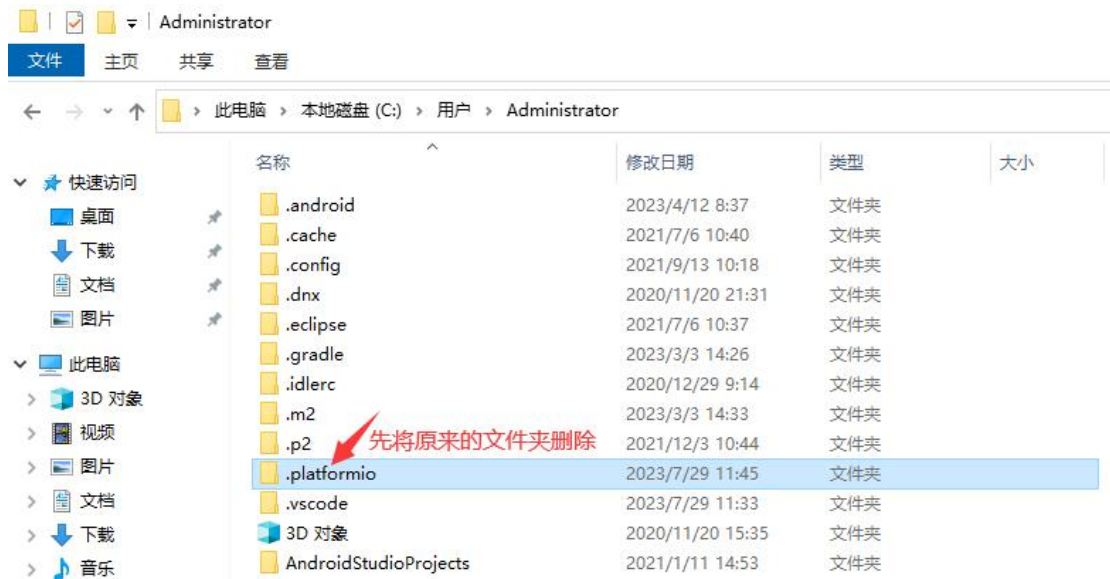 Administrator
文件 主页 共享 查看
此电脑 › 本地磁盘 (C:) › 用户 › Administrator
名称 修改日期 类型 大小
快速访问
桌面
下载
文档
图片
此电脑
3D 对象
视频
图片
文档
下载
音乐
.android 2023/4/12 8:37 文件夹
.cache 2021/7/6 10:40 文件夹
.config 2021/9/13 10:18 文件夹
.dnx 2020/11/20 21:31 文件夹
.eclipse 2021/7/6 10:37 文件夹
.gradle 2023/3/3 14:26 文件夹
.idlerc 2020/12/29 9:14 文件夹
.m2 2023/3/3 14:33 文件夹
.p2 2021/12/3 10:44 文件夹
先将原来的文件夹删除
.platformio 2023/7/29 11:45 文件夹
.vscode 2023/7/29 11:33 文件夹
3D 对象 2020/11/20 15:35 文件夹
AndroidStudioProjects 2021/1/11 14:53 文件夹